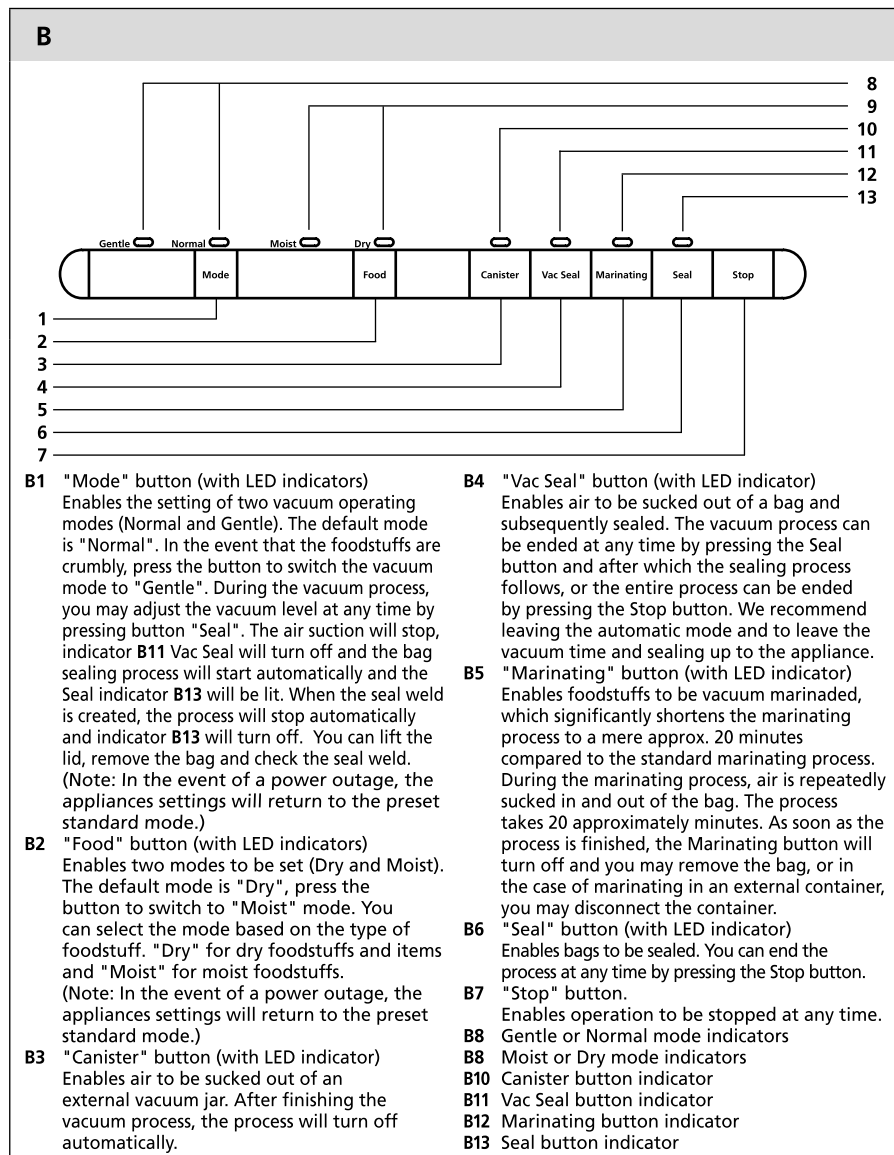 B
8
9
10
11
12
13
Gentle Normal Moist Dry
Mode Food Canister Vac Seal Marinating Seal Stop
1
2
3
4
5
6
7
B1 "Mode" button (with LED indicators)
Enables the setting of two vacuum operating
modes (Normal and Gentle). The default mode
is "Normal". In the event that the foodstuffs are
crumbly, press the button to switch the vacuum
mode to "Gentle". During the vacuum process,
you may adjust the vacuum level at any time by
pressing button "Seal". The air suction will stop,
indicator B11 Vac Seal will turn off and the bag
sealing process will start automatically and the
Seal indicator B13 will be lit. When the seal weld
is created, the process will stop automatically
and indicator B13 will turn off. You can lift the
lid, remove the bag and check the seal weld.
(Note: In the event of a power outage, the
appliances settings will return to the preset
standard mode.)
B2 "Food" button (with LED indicators)
Enables two modes to be set (Dry and Moist).
The default mode is "Dry", press the
button to switch to "Moist" mode. You
can select the mode based on the type of
foodstuff. "Dry" for dry foodstuffs and items
and "Moist" for moist foodstuffs.
(Note: In the event of a power outage, the
appliances settings will return to the preset
standard mode.)
B3 "Canister" button (with LED indicator)
Enables air to be sucked out of an
external vacuum jar. After finishing the
vacuum process, the process will turn off
automatically.
B4 "Vac Seal" button (with LED indicator)
Enables air to be sucked out of a bag and
subsequently sealed. The vacuum process can
be ended at any time by pressing the Seal
button and after which the sealing process
follows, or the entire process can be ended
by pressing the Stop button. We recommend
leaving the automatic mode and to leave the
vacuum time and sealing up to the appliance.
B5 "Marinating" button (with LED indicator)
Enables foodstuffs to be vacuum marinaded,
which significantly shortens the marinating
process to a mere approx. 20 minutes
compared to the standard marinating process.
During the marinating process, air is repeatedly
sucked in and out of the bag. The process
takes 20 approximately minutes. As soon as the
process is finished, the Marinating button will
turn off and you may remove the bag, or in
the case of marinating in an external container,
you may disconnect the container.
B6 "Seal" button (with LED indicator)
Enables bags to be sealed. You can end the
process at any time by pressing the Stop button.
B7 "Stop" button.
Enables operation to be stopped at any time.
B8 Gentle or Normal mode indicators
B8 Moist or Dry mode indicators
B10 Canister button indicator
B11 Vac Seal button indicator
B12 Marinating button indicator
B13 Seal button indicator